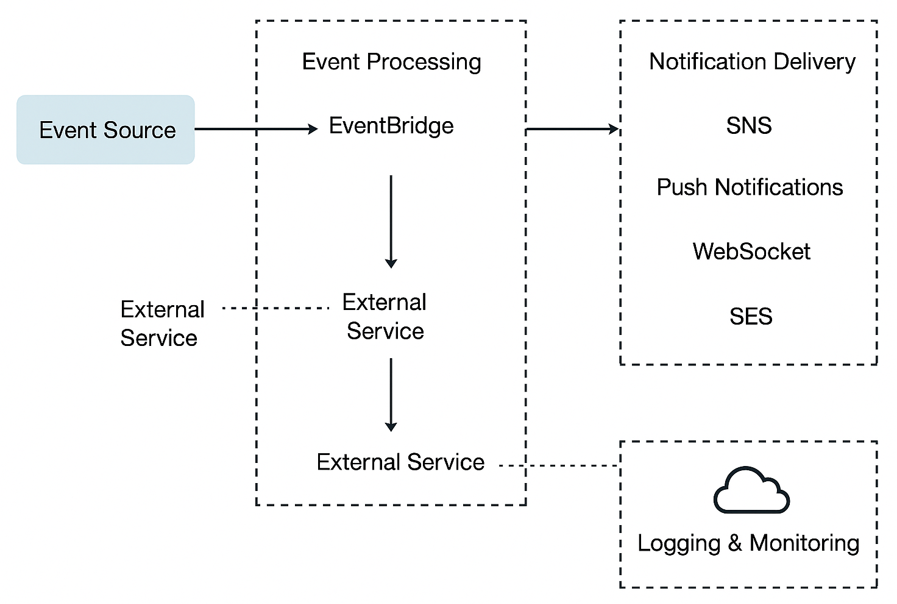 Event Source
Event Processing
EventBridge
External
Service
External
Service
External Service
Notification Delivery
SNS
Push Notifications
WebSocket
SES
Logging & Monitoring